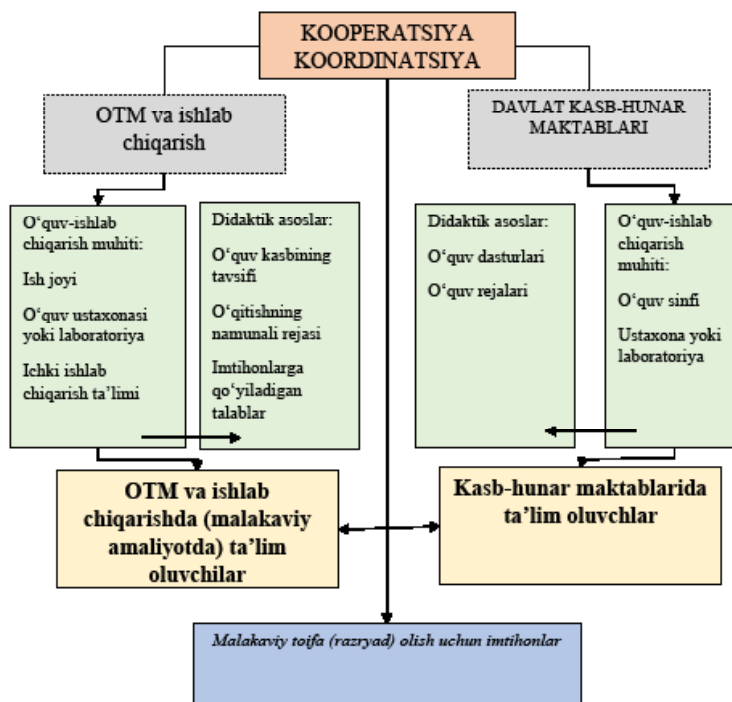 KOOPERATSIYA
KOORDINATSIYA
OTM va ishlab
chiqarish
DAVLAT KASB-HUNAR
MAKTABLARI
O‘quv-ishlab
chiqarish muhiti:
Ish joyi
O‘quv ustaxonasi
yoki laboratoriya
Ichki ishlab
chiqarish ta’limi
Didaktik asoslar:
O‘quv kasbining
tavsifi
O‘qitishning
namunali rejasi
Imtihonlarga
qo‘yiladigan
talablar
Didaktik asoslar:
O‘quv dasturlari
O‘quv rejalari
O‘quv-ishlab
chiqarish
muhiti:
O‘quv sinfi
Ustaxona yoki
laboratoriya
OTM va ishlab
chiqarishda (malakaviy
amaliyotda) ta’lim
oluvchilar
Kasb-hunar maktablarida
ta’lim oluvchlar
Malakaviy toifa (razryad) olish uchun imtihonlar